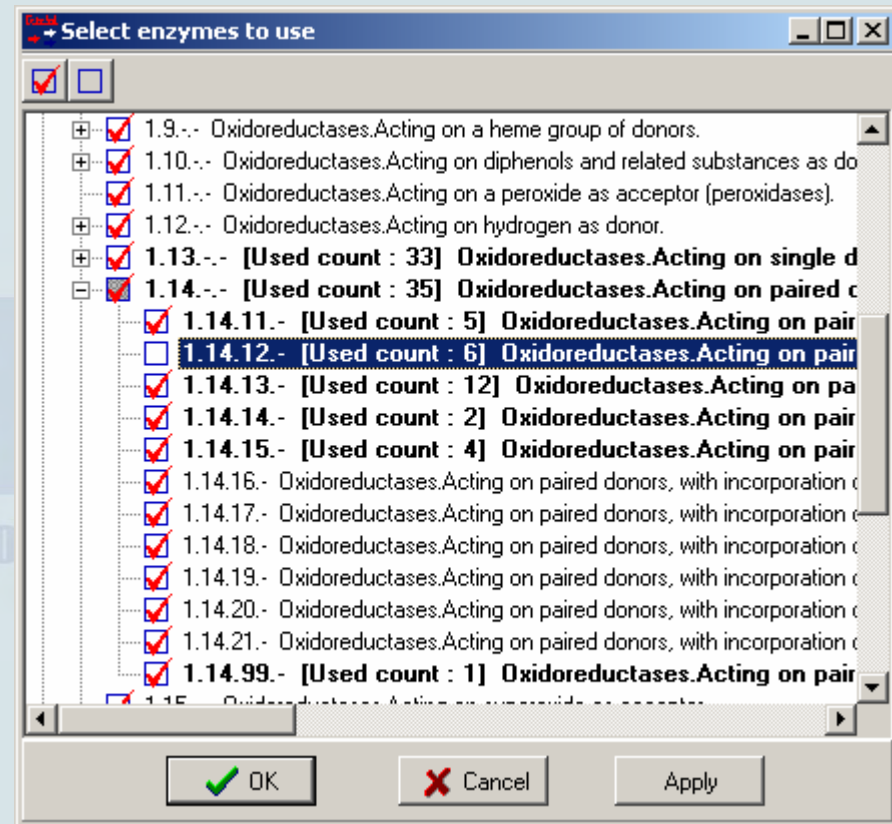 Select enzymes to use
1.9.-.- Oxidoreductases.Acting on a heme group of donors.
1.10.-.- Oxidoreductases.Acting on diphenols and related substances as do
1.11.-.- Oxidoreductases.Acting on a peroxide as acceptor (peroxidases).
1.12.-.- Oxidoreductases.Acting on hydrogen as donor.
1.13.-.- [Used count : 33] Oxidoreductases.Acting on single d
1.14.-.- [Used count : 35] Oxidoreductases.Acting on paired d
1.14.11.- [Used count : 5] Oxidoreductases.Acting on pair
1.14.12.- [Used count : 6] Oxidoreductases.Acting on pair
1.14.13.- [Used count : 12] Oxidoreductases.Acting on pa
1.14.14.- [Used count : 2] Oxidoreductases.Acting on pair
1.14.15.- [Used count : 4] Oxidoreductases.Acting on pair
1.14.16.- Oxidoreductases.Acting on paired donors, with incorporation o
1.14.17.- Oxidoreductases.Acting on paired donors, with incorporation o
1.14.18.- Oxidoreductases.Acting on paired donors, with incorporation o
1.14.19.- Oxidoreductases.Acting on paired donors, with incorporation o
1.14.20.- Oxidoreductases.Acting on paired donors, with incorporation o
1.14.21.- Oxidoreductases.Acting on paired donors, with incorporation o
1.14.99.- [Used count : 1] Oxidoreductases.Acting on pair
1.15.-.- Oxidoreductases.Acting on superoxide as acceptor.
OK Cancel Apply